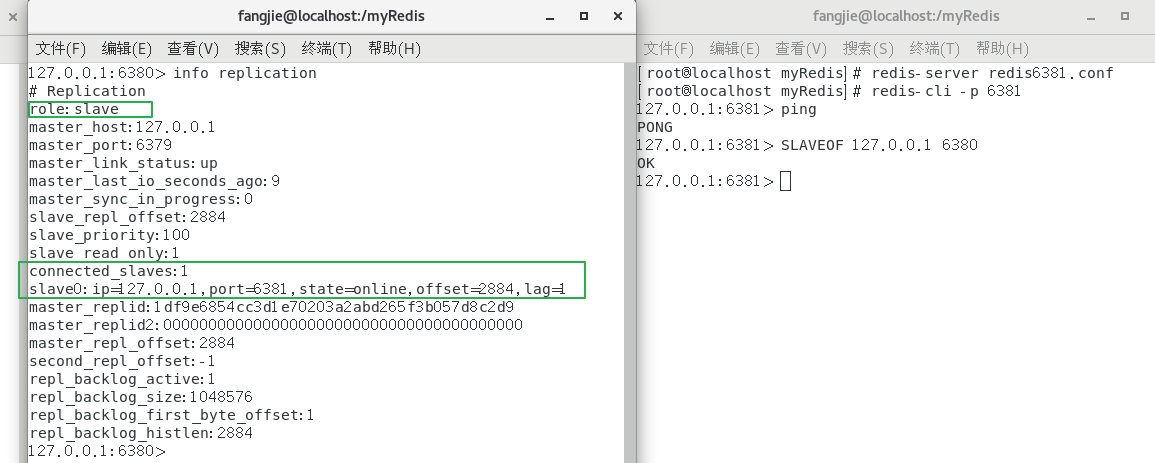 fangjie@localhost:/myRedis
文件(F) 编辑(E) 查看(V) 搜索(S) 终端(T) 帮助(H)
127.0.0.1:6380> info replication
# Replication
role:slave
master_host:127.0.0.1
master_port:6379
master_link_status:up
master_last_io_seconds_ago:9
master_sync_in_progress:0
slave_repl_offset:2884
slave_priority:100
slave_read_only:1
connected_slaves:1
slave0:ip=127.0.0.1,port=6381,state=online,offset=2884,lag=1
master_replid:1df9e6854cc3d1e70203a2abd265f3b057d8c2d9
master_replid2:0000000000000000000000000000000000000000
master_repl_offset:2884
second_repl_offset:-1
repl_backlog_active:1
repl_backlog_size:1048576
repl_backlog_first_byte_offset:1
repl_backlog_histlen:2884
127.0.0.1:6380>
fangjie@localhost:/myRedis
文件(F) 编辑(E) 查看(V) 搜索(S) 终端(T) 帮助(H)
[root@localhost myRedis]# redis-server redis6381.conf
[root@localhost myRedis]# redis-cli -p 6381
127.0.0.1:6381> ping
PONG
127.0.0.1:6381> SLAVEOF 127.0.0.1 6380
OK
127.0.0.1:6381>